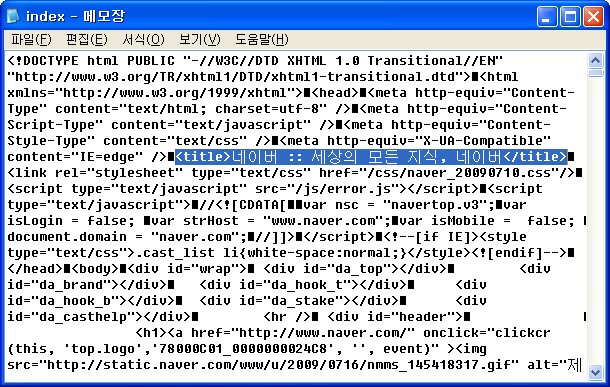 index - 메모장
파일(F) 편집(E) 서식(O) 보기(V) 도움말(H)
<!DOCTYPE html PUBLIC "-//W3C//DTD XHTML 1.0 Transitional//EN"
"http://www.w3.org/TR/xhtml1/DTD/xhtml1-transitional.dtd">■<html
xmlns="http://www.w3.org/1999/xhtml">■<head>■<meta http-equiv="Content-
Type" content="text/html; charset=utf-8" />■<meta http-equiv="Content-
Script-Type" content="text/javascript" />■<meta http-equiv="Content-
Style-Type" content="text/css" />■<meta http-equiv="X-UA-Compatible"
content="IE=edge" />■<title>네이버 :: 세상의 모든 지식, 네이버</title>■
<link rel="stylesheet" type="text/css" href="/css/naver_20090710.css"/>■
<script type="text/javascript" src="/js/error.js"></script>■<script
type="text/javascript">■//<![CDATA[■■var nsc = "navertop.v3";■var
isLogin = false; ■var strHost = "www.naver.com";■var isMobile =  false; ■
document.domain = "naver.com";■//]]>■</script>■<!--[if IE]><style
type="text/css">.cast_list li{white-space:normal;}</style><![endif]-->■
</head>■<body>■<div id="wrap">■ <div id="da_top"></div>■ <div
id="da_brand"></div>■ <div id="da_hook_t"></div>■ <div
id="da_hook_b"></div>■ <div id="da_stake"></div>■ <div
id="da_casthelp"></div>■ <hr />■ <div id="header">■
<h1><a href="http://www.naver.com/" onclick="clickcr
(this, 'top.logo','78000C01_0000000024C8', '', event)" ><img
src="http://static.naver.com/www/u/2009/0716/nmms_145418317.gif" alt="제